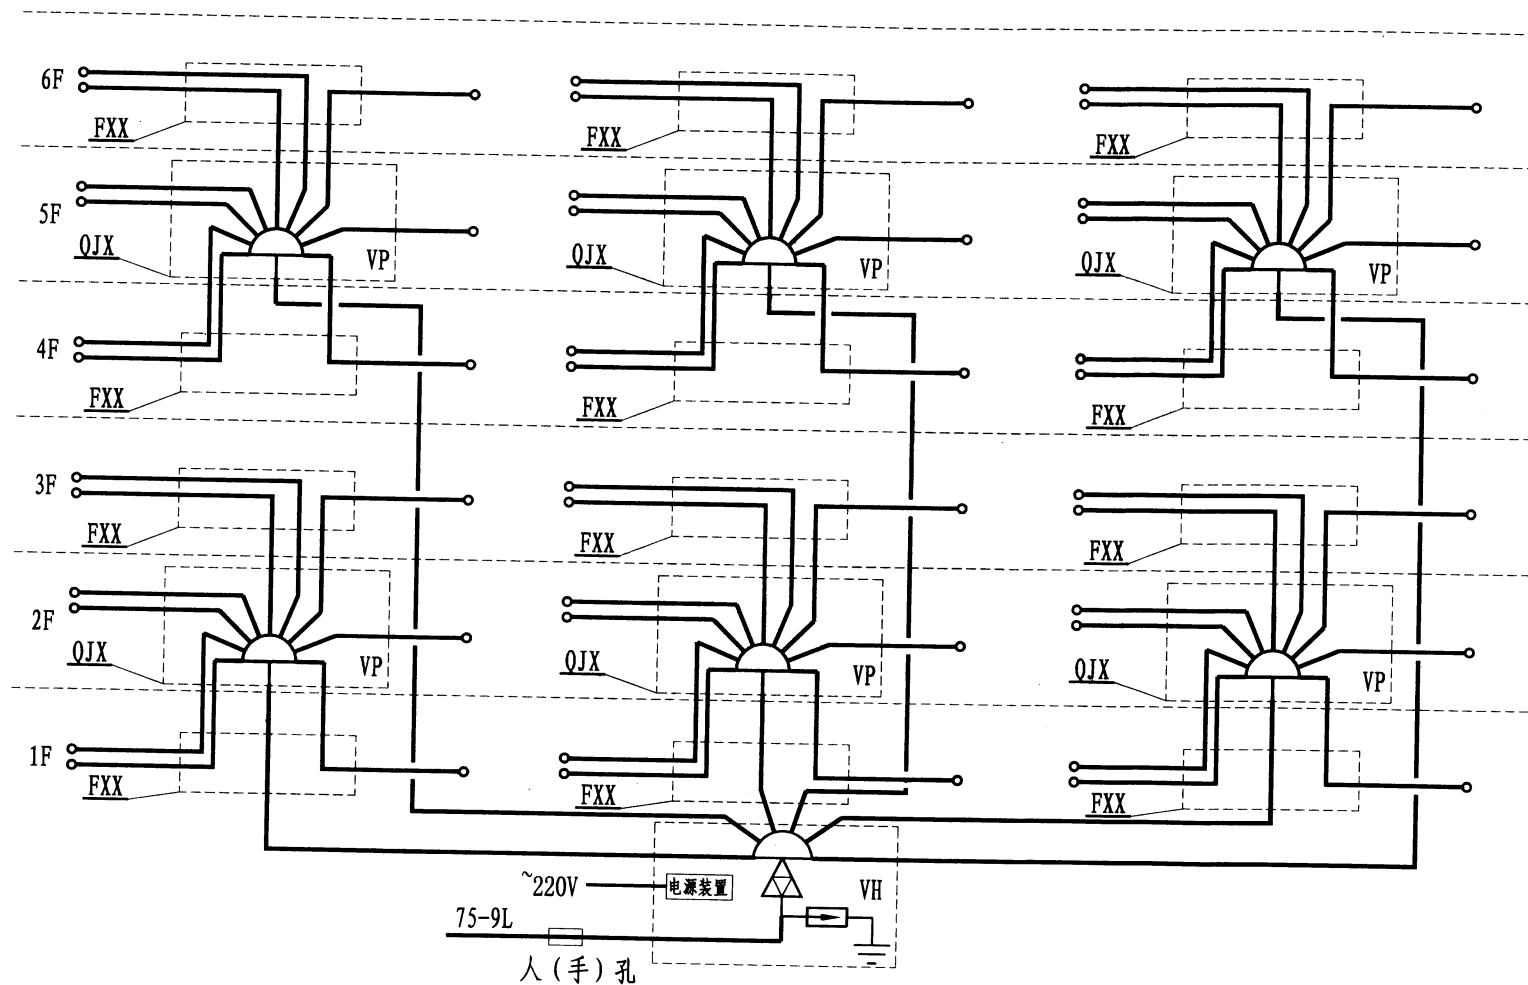 6F
FXX
FXX
FXX
5F
QJX
VP
QJX
VP
QJX
VP
4F
FXX
FXX
FXX
3F
FXX
FXX
FXX
2F
QJX
VP
QJX
VP
QJX
VP
1F
FXX
FXX
FXX
~220V
电源装置
VH
75-9L
人(手)孔